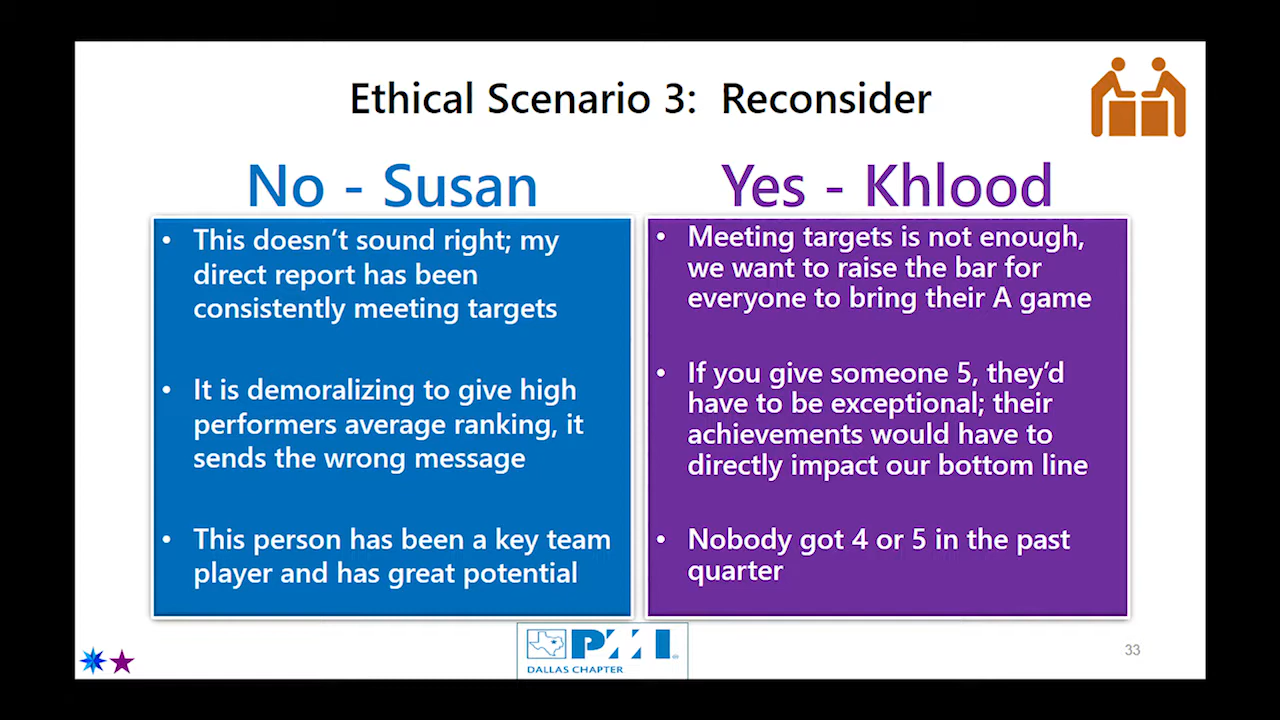 Ethical Scenario 3: Reconsider
No - Susan
• This doesn't sound right; my
direct report has been
consistently meeting targets
• It is demoralizing to give high
performers average ranking, it
sends the wrong message
• This person has been a key team
player and has great potential
Yes - Khlood
• Meeting targets is not enough,
we want to raise the bar for
everyone to bring their A game
• If you give someone 5, they'd
have to be exceptional; their
achievements would have to
directly impact our bottom line
• Nobody got 4 or 5 in the past
quarter
PMI
DALLAS CHAPTER
33